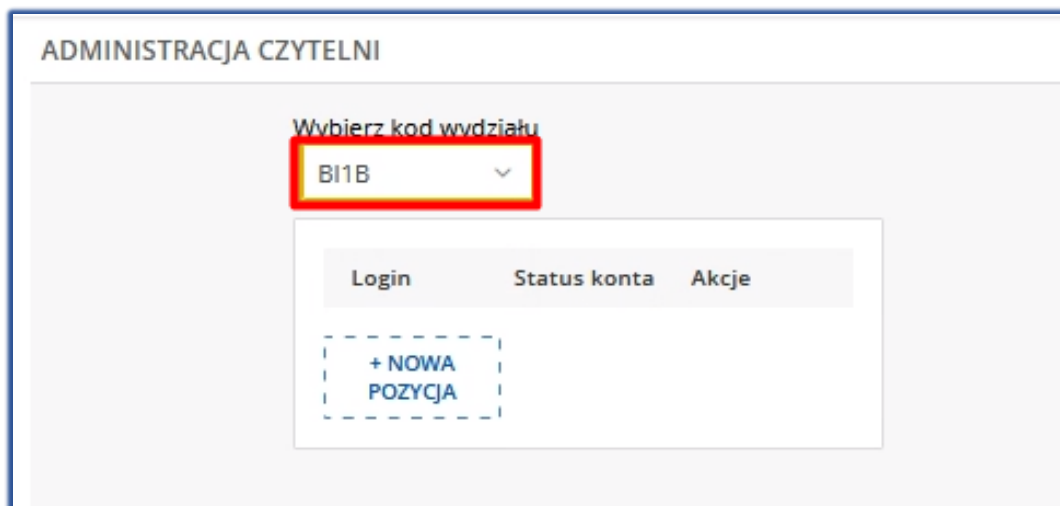 ADMINISTRACJA CZYTELNI
Wybierz kod wydziału
BI1B
Login Status konta Akcje
+ NOWA
POZYCJA